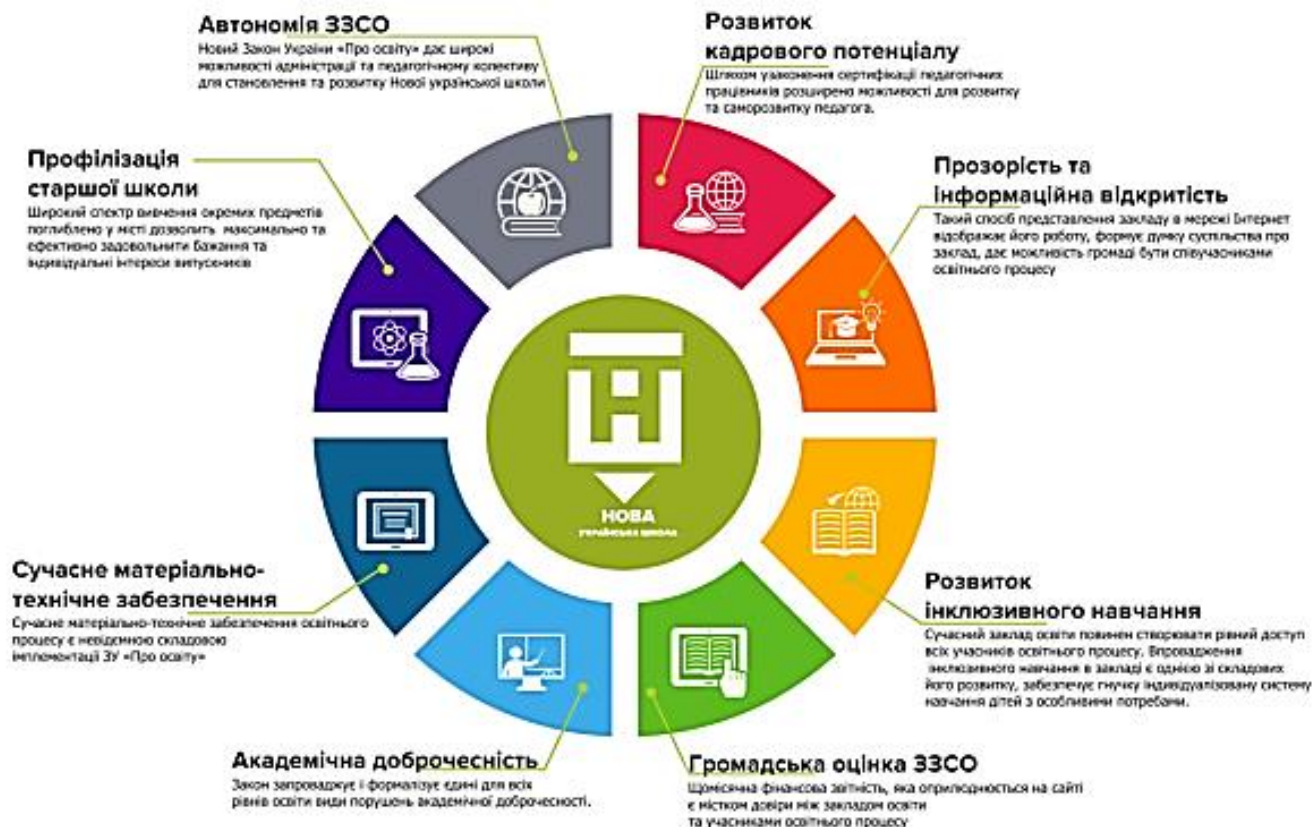 Автономія ЗЗСО
Новий Закон України «Про освіту» дає широкі
можливості адміністрації та педагогічному колективу
для становлення та розвитку Нової української школи
Розвиток
кадрового потенціалу
Шляхом узаконення сертифікації педагогічних
працівників розширено можливості для розвитку
та саморозвитку педагога.
Прозорість та
інформаційна відкритість
Такий спосіб представлення закладу в мережі Інтернет
відображає його роботу, формує думку суспільства про
заклад, дає можливість громаді бути співучасниками
освітнього процесу
Профілізація
старшої школи
Широкий спектр вивчення окремих предметів
поглиблено у місті дозволить максимально та
ефективно задовольнити бажання та
індивідуальні інтереси випускників
НОВА
УКРАЇНСЬКА ШКОЛА
Розвиток
інклюзивного навчання
Сучасний заклад освіти повинен створювати рівний доступ
всіх учасників освітнього процесу. Впровадження
інклюзивного навчання в закладі є однією зі складових
його розвитку, забезпечує гнучку індивідуалізовану систему
навчання дітей з особливими потребами.
Сучасне матеріально-
технічне забезпечення
Сучасне матеріально-технічне забезпечення освітнього
процесу є невідємною складовою
імплементації ЗУ «Про освіту»
Академічна доброчесність
Закон запроваджує і формалізує єдині для всіх
рівнів освіти види порушень академічної доброчесності.
Громадська оцінка ЗЗСО
Щомісячна фінансова звітність, яка оприлюднюється на сайті
є містком довіри між закладом освіти
та учасниками освітнього процесу